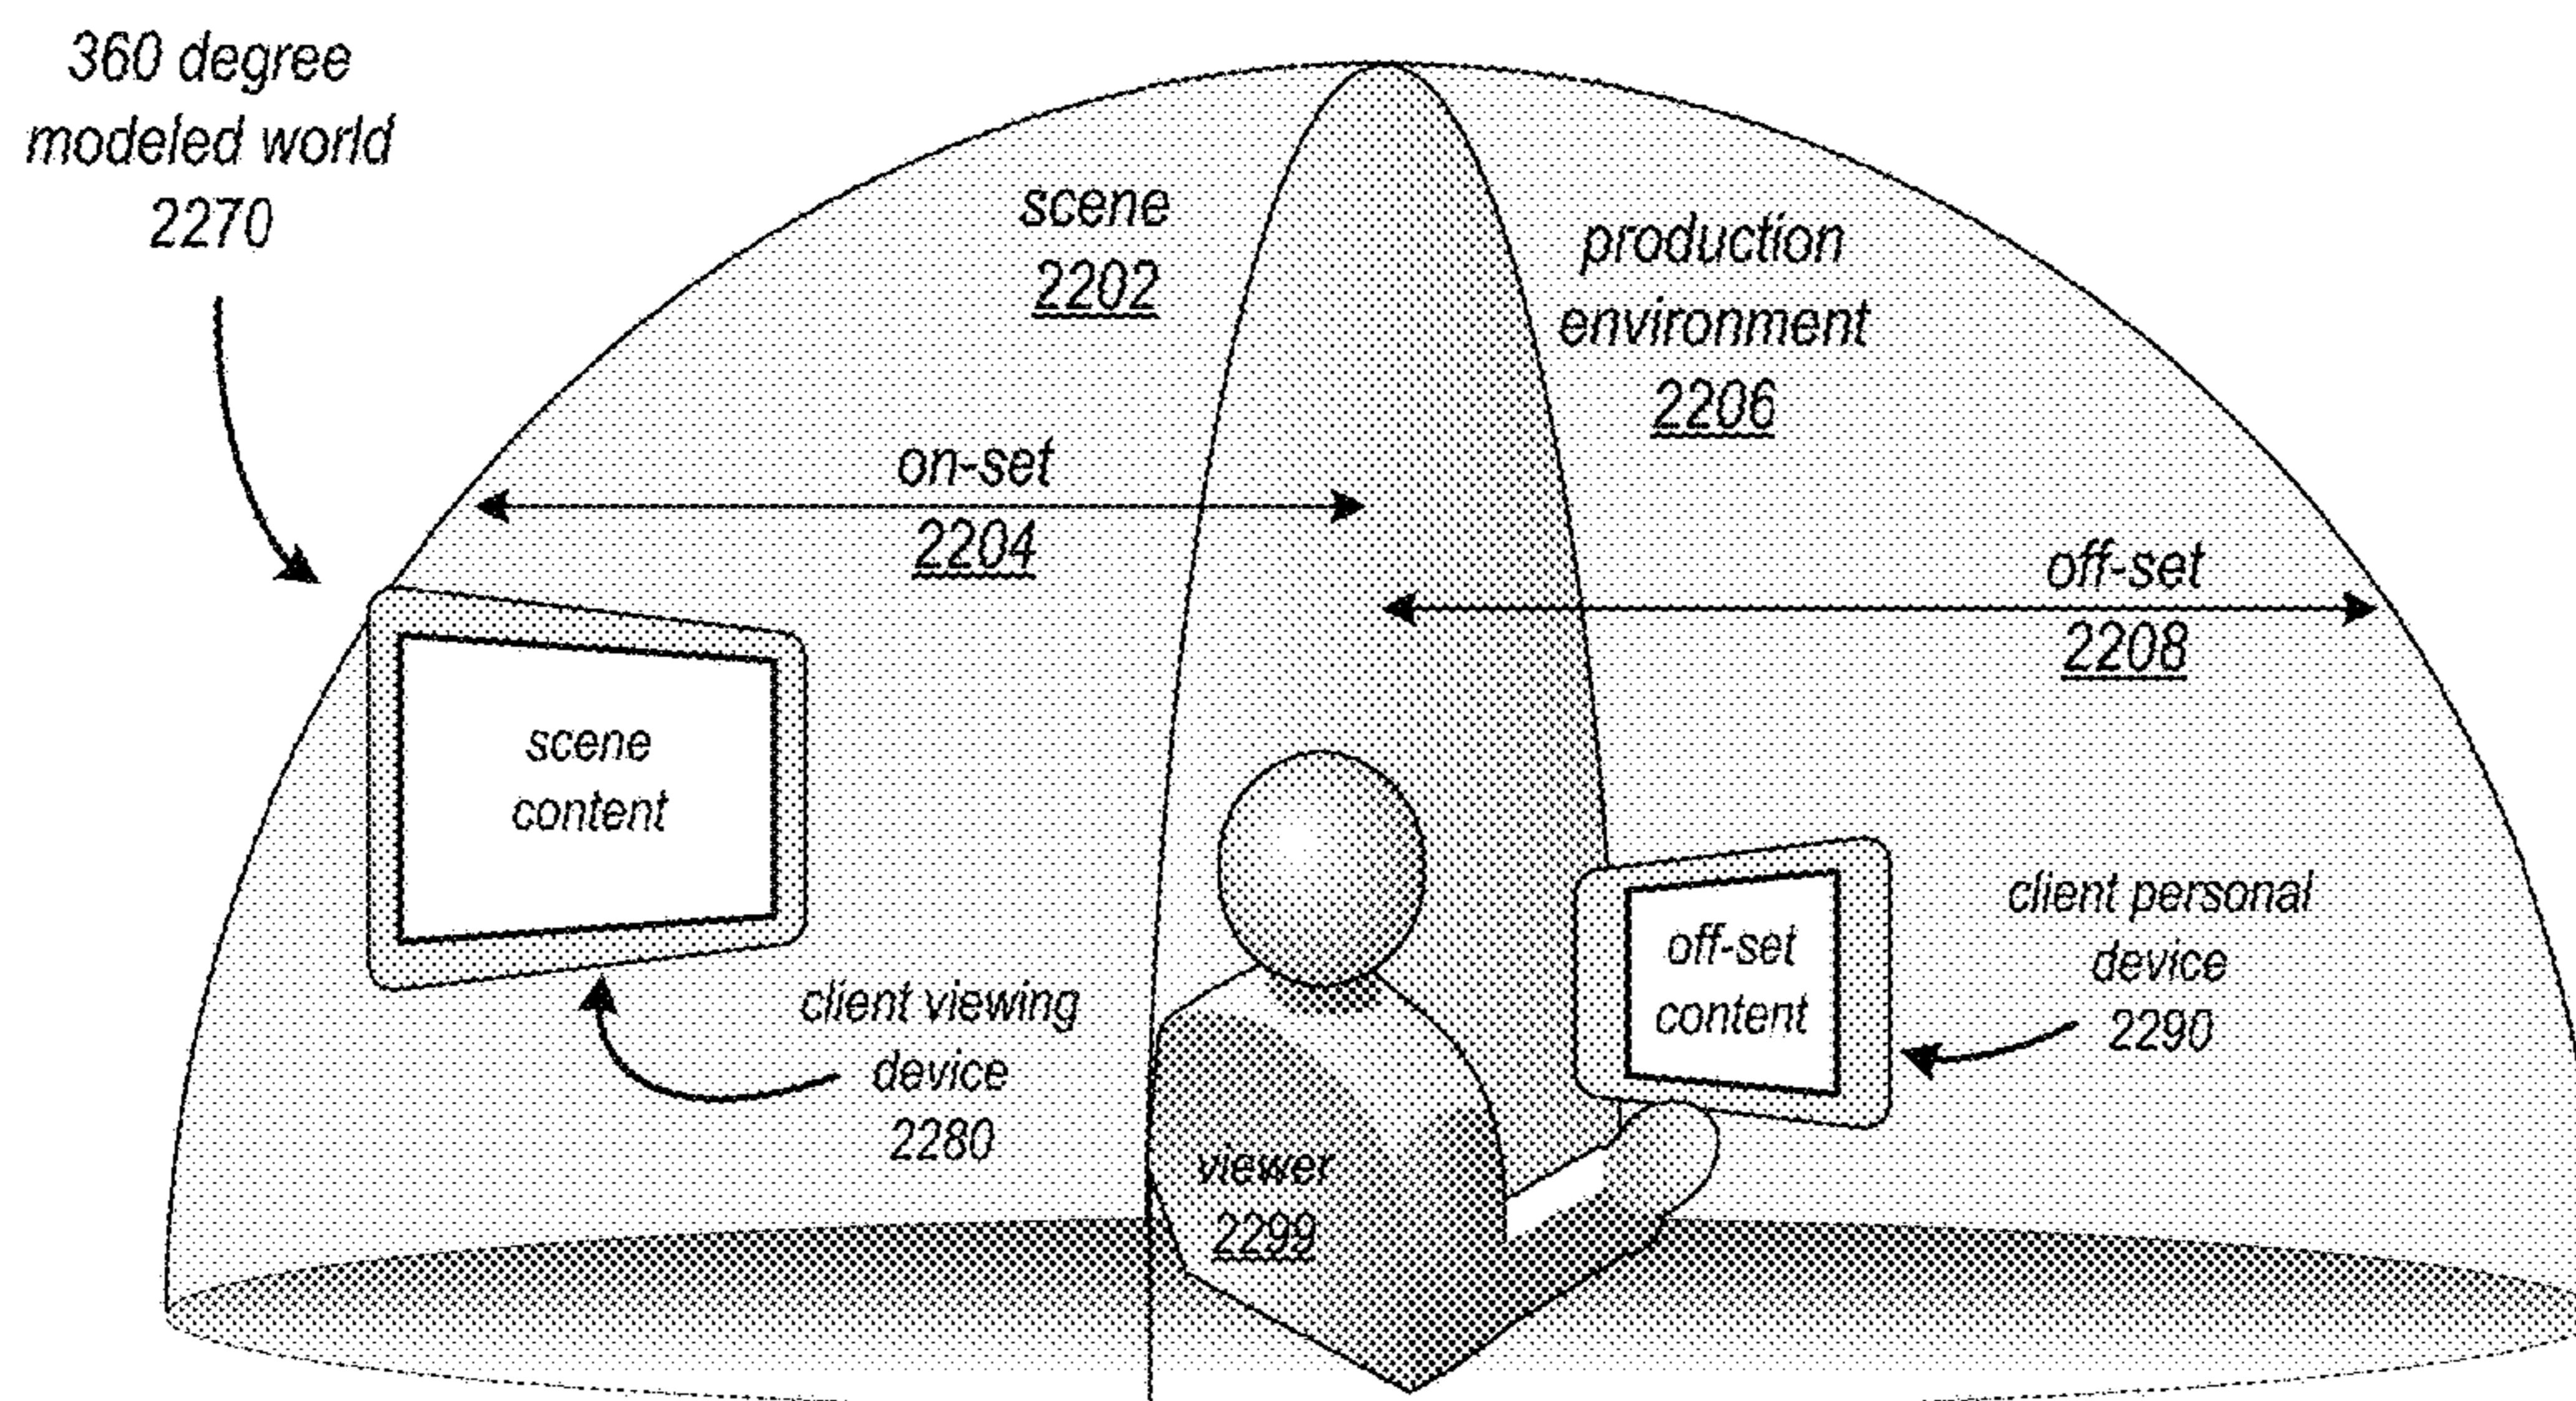 360 degree
modeled world
2270
scene
2202
production
environment
2206
on-set
2204
off-set
2208
scene
content
client viewing
device
2280
off-set
content
client personal
device
2290
viewer
2299